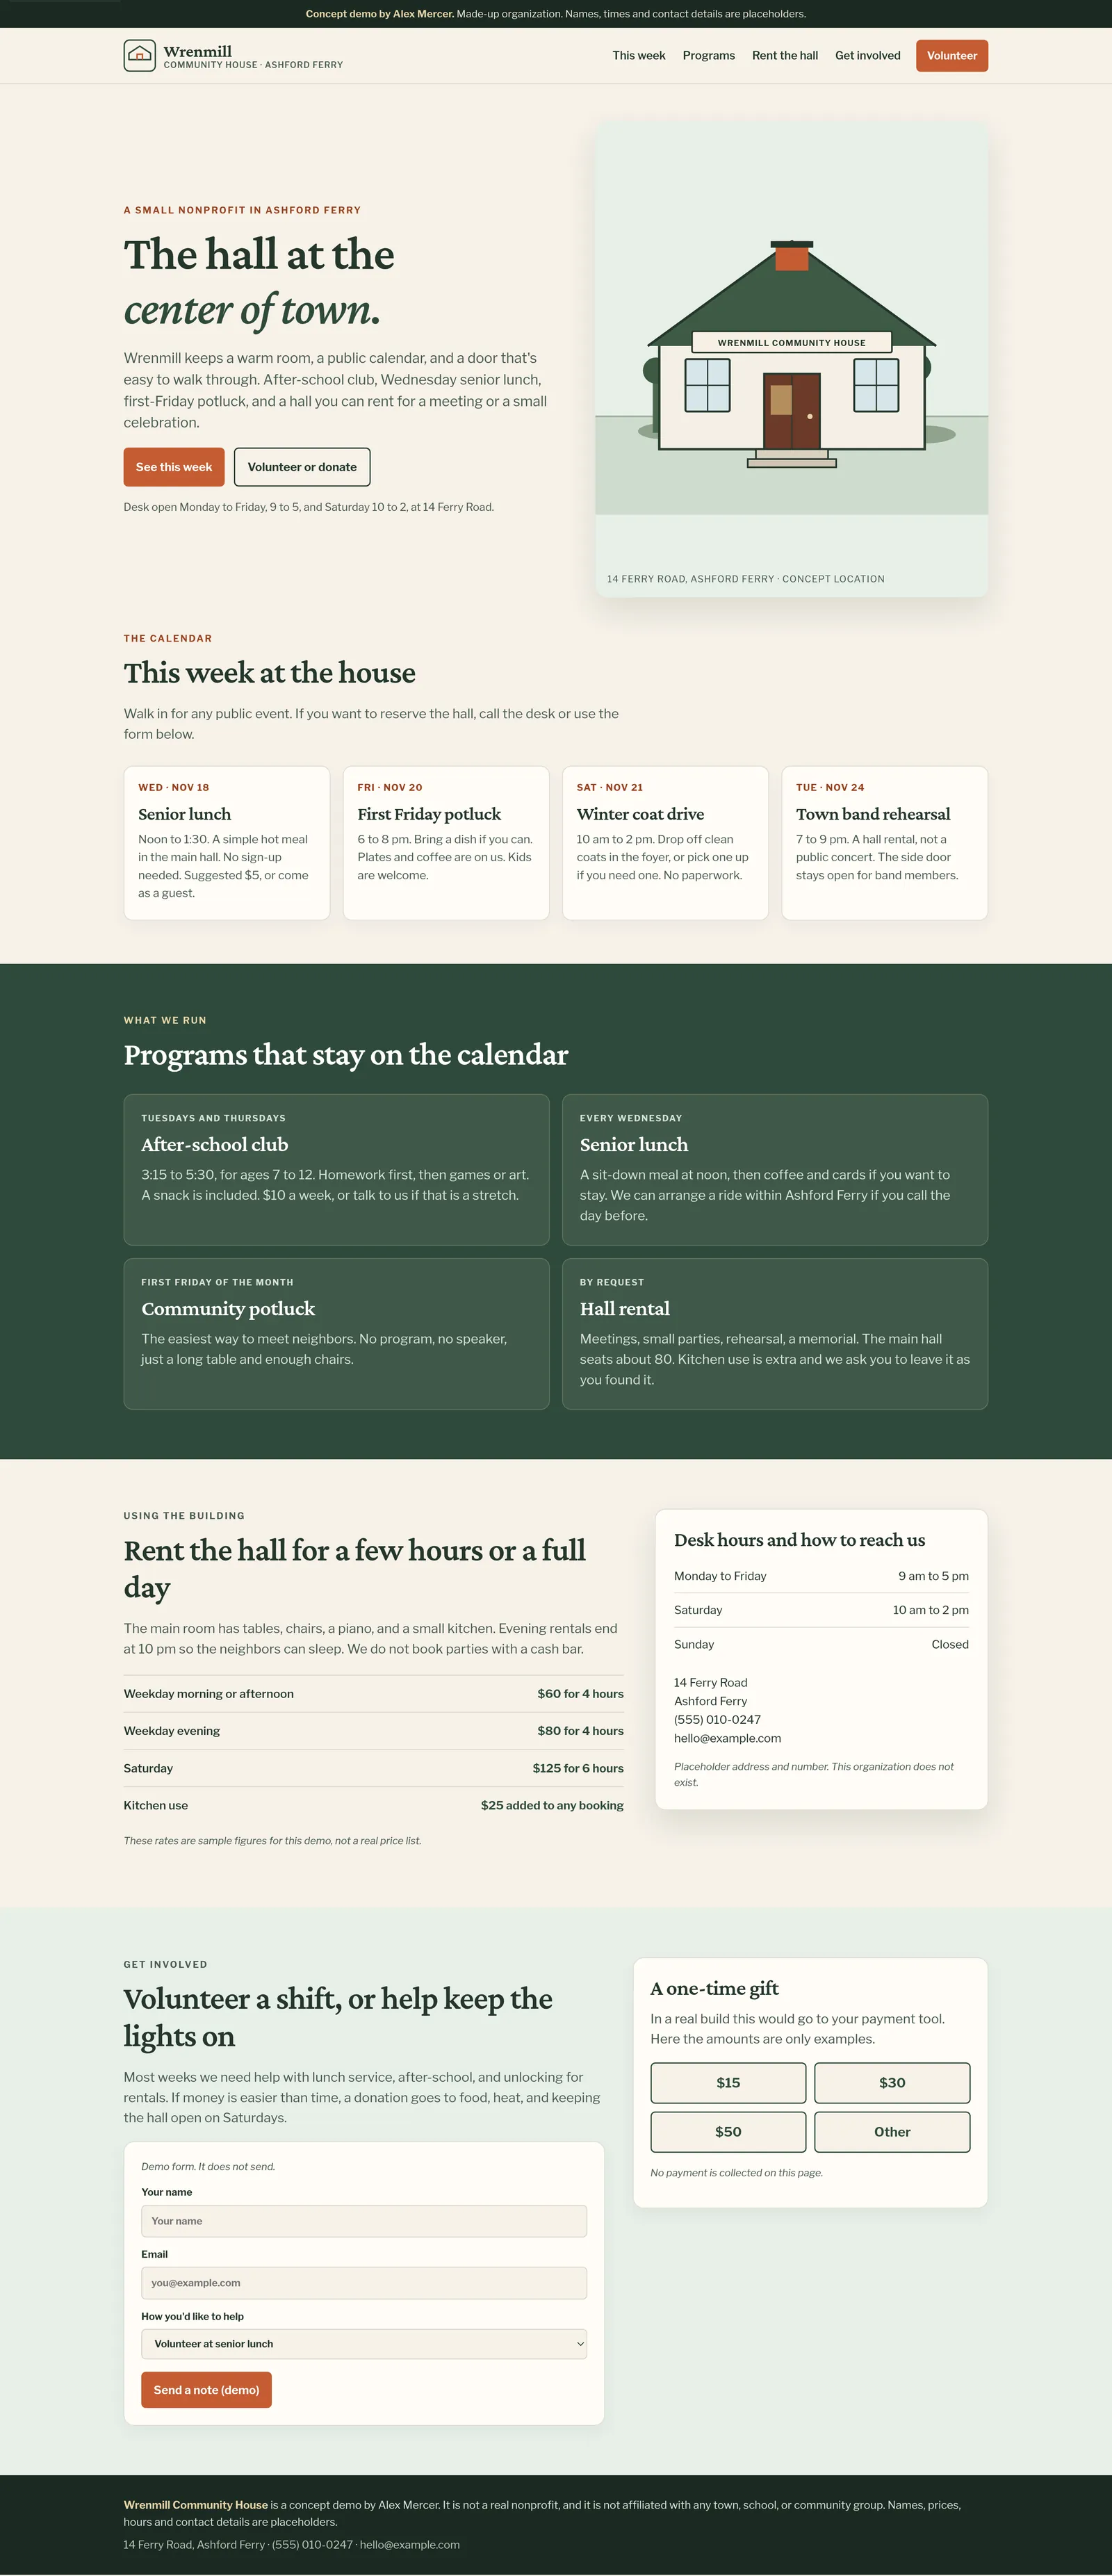 Concept demo by Alex Mercer. Made-up organization. Names, times and contact details are placeholders.
Wrenmill
COMMUNITY HOUSE · ASHFORD FERRY
This week
Programs
Rent the hall
Get involved
Volunteer
A SMALL NONPROFIT IN ASHFORD FERRY
The hall at the
center of town.
Wrenmill keeps a warm room, a public calendar, and a door that's
easy to walk through. After-school club, Wednesday senior lunch,
first-Friday potluck, and a hall you can rent for a meeting or a small
celebration.
See this week
Volunteer or donate
Desk open Monday to Friday, 9 to 5, and Saturday 10 to 2, at 14 Ferry Road.
WRENMILL COMMUNITY HOUSE
14 FERRY ROAD, ASHFORD FERRY · CONCEPT LOCATION
THE CALENDAR
This week at the house
Walk in for any public event. If you want to reserve the hall, call the desk or use the
form below.
WED · NOV 18
Senior lunch
Noon to 1:30. A simple hot meal
in the main hall. No sign-up
needed. Suggested $5, or come
as a guest.
FRI · NOV 20
First Friday potluck
6 to 8 pm. Bring a dish if you can.
Plates and coffee are on us. Kids
are welcome.
SAT · NOV 21
Winter coat drive
10 am to 2 pm. Drop off clean
coats in the foyer, or pick one up
if you need one. No paperwork.
TUE · NOV 24
Town band rehearsal
7 to 9 pm. A hall rental, not a
public concert. The side door
stays open for band members.
WHAT WE RUN
Programs that stay on the calendar
TUESDAYS AND THURSDAYS
After-school club
3:15 to 5:30, for ages 7 to 12. Homework first, then games or art.
A snack is included. $10 a week, or talk to us if that is a stretch.
EVERY WEDNESDAY
Senior lunch
A sit-down meal at noon, then coffee and cards if you want to
stay. We can arrange a ride within Ashford Ferry if you call the
day before.
FIRST FRIDAY OF THE MONTH
Community potluck
The easiest way to meet neighbors. No program, no speaker,
just a long table and enough chairs.
BY REQUEST
Hall rental
Meetings, small parties, rehearsal, a memorial. The main hall
seats about 80. Kitchen use is extra and we ask you to leave it as
you found it.
USING THE BUILDING
Rent the hall for a few hours or a full
day
The main room has tables, chairs, a piano, and a small kitchen. Evening rentals end
at 10 pm so the neighbors can sleep. We do not book parties with a cash bar.
Weekday morning or afternoon $60 for 4 hours
Weekday evening $80 for 4 hours
Saturday $125 for 6 hours
Kitchen use $25 added to any booking
These rates are sample figures for this demo, not a real price list.
Desk hours and how to reach us
Monday to Friday 9 am to 5 pm
Saturday 10 am to 2 pm
Sunday Closed
14 Ferry Road
Ashford Ferry
(555) 010-0247
hello@example.com
Placeholder address and number. This organization does not
exist.
GET INVOLVED
Volunteer a shift, or help keep the
lights on
Most weeks we need help with lunch service, after-school, and unlocking for
rentals. If money is easier than time, a donation goes to food, heat, and keeping
the hall open on Saturdays.
Demo form. It does not send.
Your name
Your name
Email
you@example.com
How you'd like to help
Volunteer at senior lunch
Send a note (demo)
A one-time gift
In a real build this would go to your payment tool.
Here the amounts are only examples.
$15
$30
$50
Other
No payment is collected on this page.
Wrenmill Community House is a concept demo by Alex Mercer. It is not a real nonprofit, and it is not affiliated with any town, school, or community group. Names, prices,
hours and contact details are placeholders.
14 Ferry Road, Ashford Ferry · (555) 010-0247 · hello@example.com